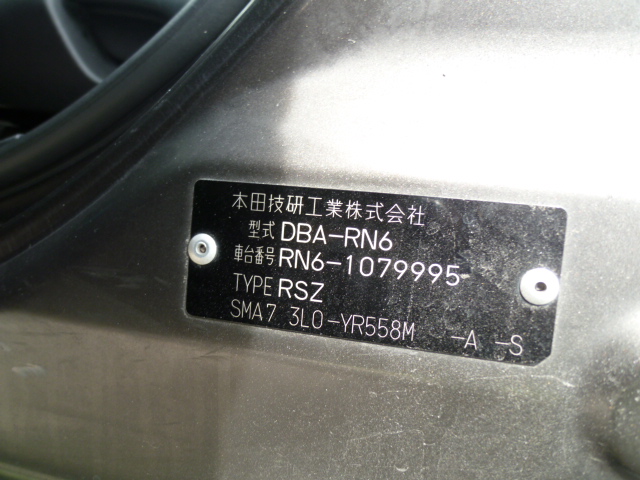 本田技研工業株式会社
型式 DBA-RN6
車台番号 RN6-1079995
TYPE RSZ
SMA7 3L0-YR558M -A -S